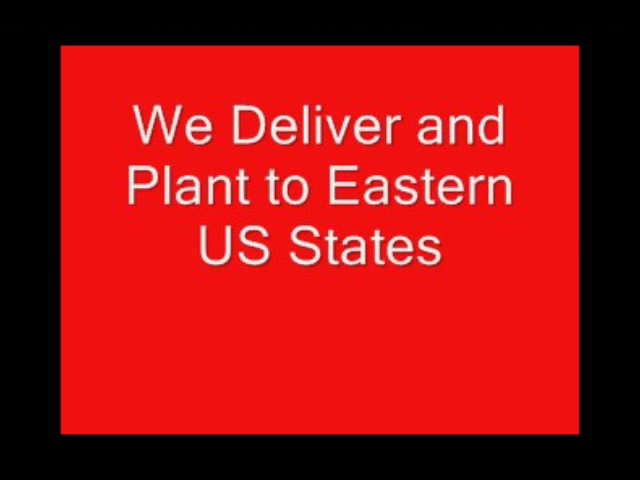 We Deliver and
Plant to Eastern
US States